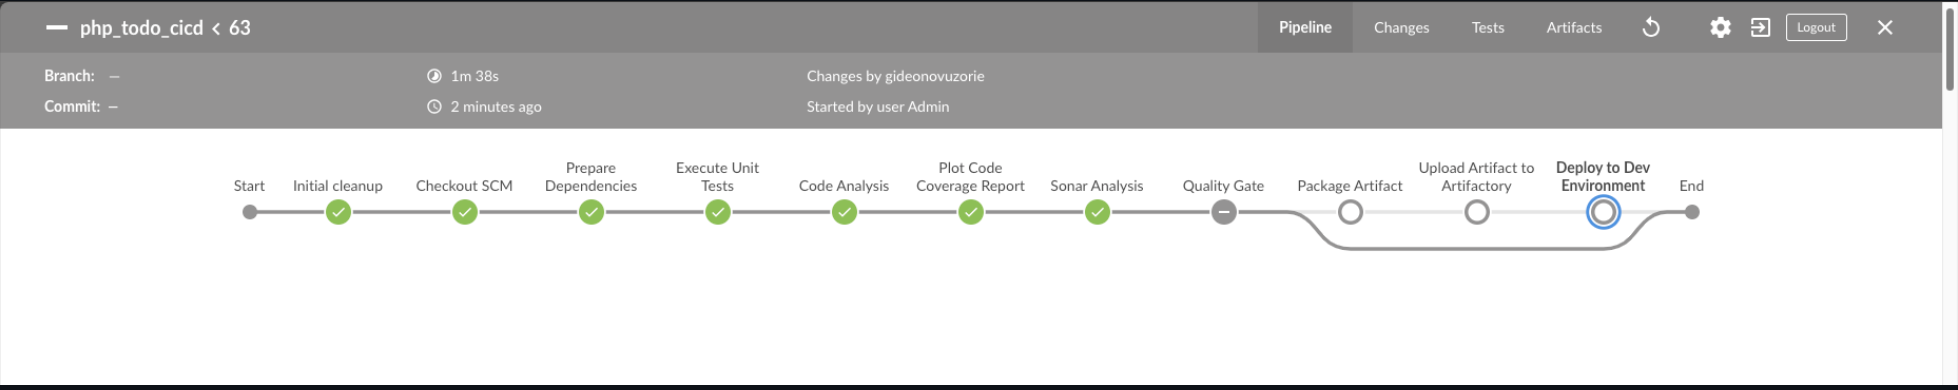 php_todo_cicd < 63
Pipeline
Changes
Tests
Artifacts
Logout
Branch: —
1m 38s
Changes by gideonovuzorie
Commit: —
2 minutes ago
Started by user Admin
Start
Initial cleanup
Checkout SCM
Prepare
Dependencies
Execute Unit
Tests
Code Analysis
Plot Code
Coverage Report
Sonar Analysis
Quality Gate
Package Artifact
Upload Artifact to
Artifactory
Deploy to Dev
Environment
End